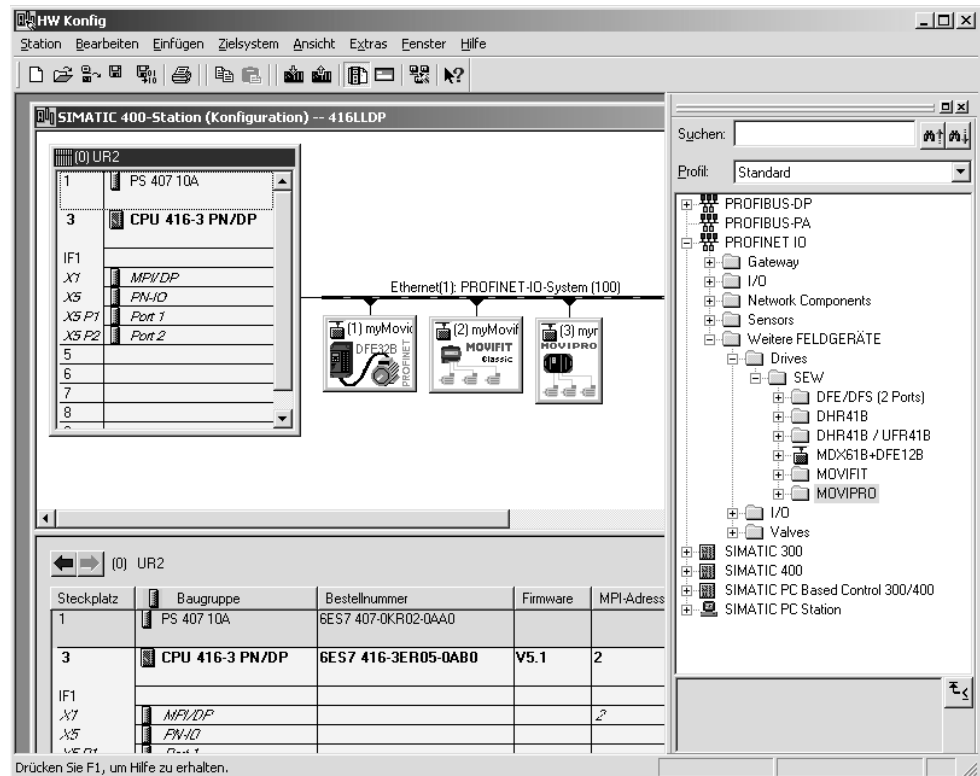 HW Konfig
Station Bearbeiten Einfügen Zielsystem Ansicht Extras Fenster Hilfe
SIMATIC 400-Station (Konfiguration) -- 416LLDP
(0) UR2
1 PS 407 10A
3 CPU 416-3 PN/DP
IF1
X1 MPI/DP
X5 PN-IO
X5 P1 Port 1
X5 P2 Port 2
5
6
7
8
Ethernet(1): PROFINET-IO-System (100)
(1) myMovid
DFE32B
PROFINET
(2) myMovif
MOVIFIT
Classic
(3) myr
MOVIPRO
Suchen:
Profil: Standard
PROFIBUS-DP
PROFIBUS-PA
PROFINET IO
Gateway
I/O
Network Components
Sensors
Weitere FELDGERÄTE
Drives
SEW
DFE/DFS (2 Ports)
DHR41B
DHR41B / UFR41B
MDX61B+DFE12B
MOVIFIT
MOVIPRO
I/O
Valves
SIMATIC 300
SIMATIC 400
SIMATIC PC Based Control 300/400
SIMATIC PC Station
(0) UR2
Steckplatz Baugruppe Bestellnummer Firmware MPI-Adress
1 PS 407 10A 6ES7 407-0KR02-0AA0
3 CPU 416-3 PN/DP 6ES7 416-3ER05-0AB0 V5.1 2
IF1
X1 MPI/DP 2
X5 PN-IO
X5 P1 Port 1
Drücken Sie F1, um Hilfe zu erhalten.